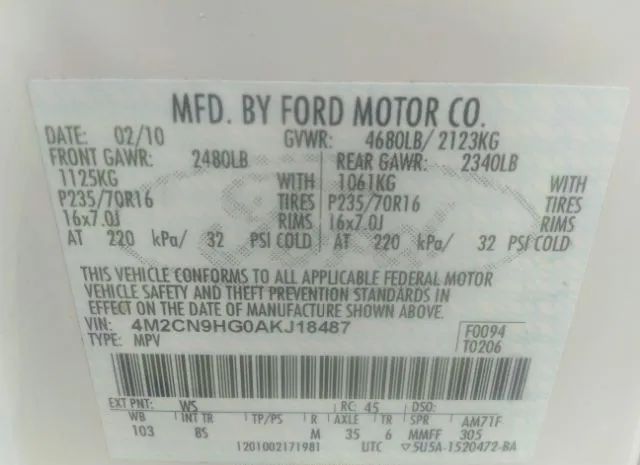 MFD. BY FORD MOTOR CO.
DATE: 02/10 GVWR: 4680LB/ 2123KG
FRONT GAWR: 2480LB REAR GAWR: 2340LB
1125KG WITH 1061KG WITH
P235/70R16 TIRES P235/70R16 TIRES
16x7.0J RIMS 16x7.0J RIMS
AT 220 kPa/ 32 PSI COLD AT 220 kPa/ 32 PSI COLD
THIS VEHICLE CONFORMS TO ALL APPLICABLE FEDERAL MOTOR
VEHICLE SAFETY AND THEFT PREVENTION STANDARDS IN
EFFECT ON THE DATE OF MANUFACTURE SHOWN ABOVE.
VIN: 4M2CN9HG0AKJ18487 F0094
TYPE: MPV T0206
EXT PNT: WS RC: 45 DSO:
WB INT TR TP/PS R AXLE TR SPR AM71F
103 8S M 35 6 MMFF 305
1201002171981 UTC 5U5A-1520472-BA